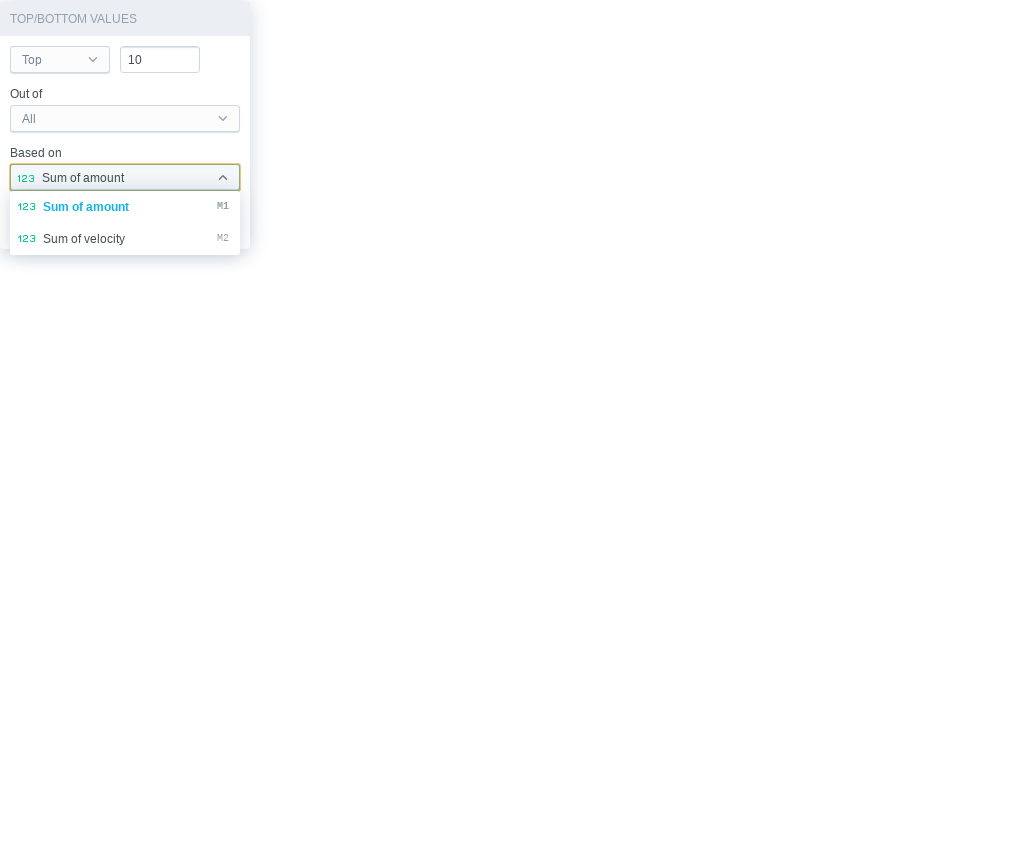 TOP/BOTTOM VALUES
Top 10
Out of
All
Based on
123 Sum of amount
123 Sum of amount M1
123 Sum of velocity M2